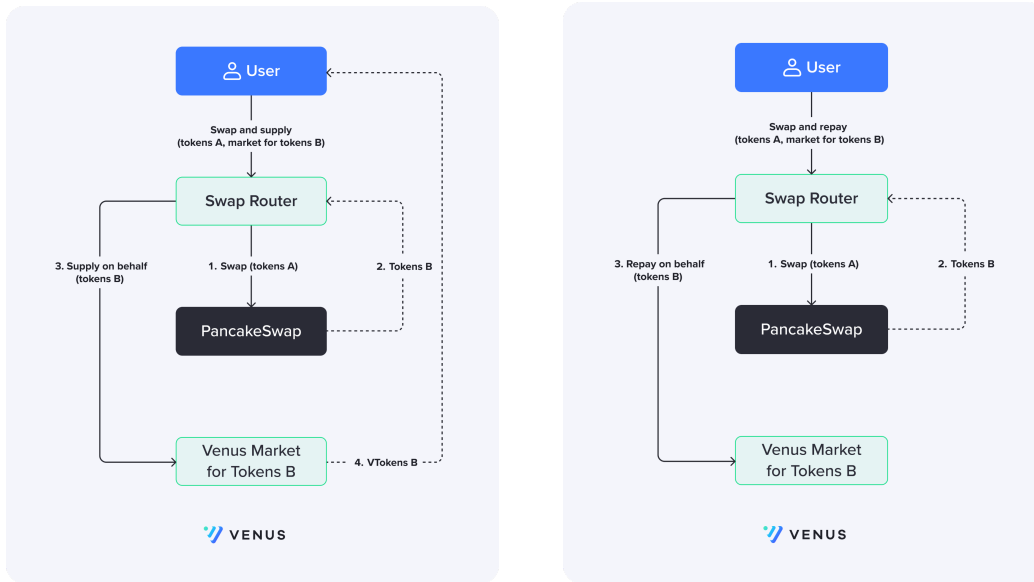 User
Swap and supply
(tokens A, market for tokens B)
Swap Router
3. Supply on behalf
(tokens B)
1. Swap (tokens A)
2. Tokens B
PancakeSwap
Venus Market
for Tokens B
4. VTokens B
VENUS
User
Swap and repay
(tokens A, market for tokens B)
Swap Router
3. Repay on behalf
(tokens B)
1. Swap (tokens A)
2. Tokens B
PancakeSwap
Venus Market
for Tokens B
VENUS